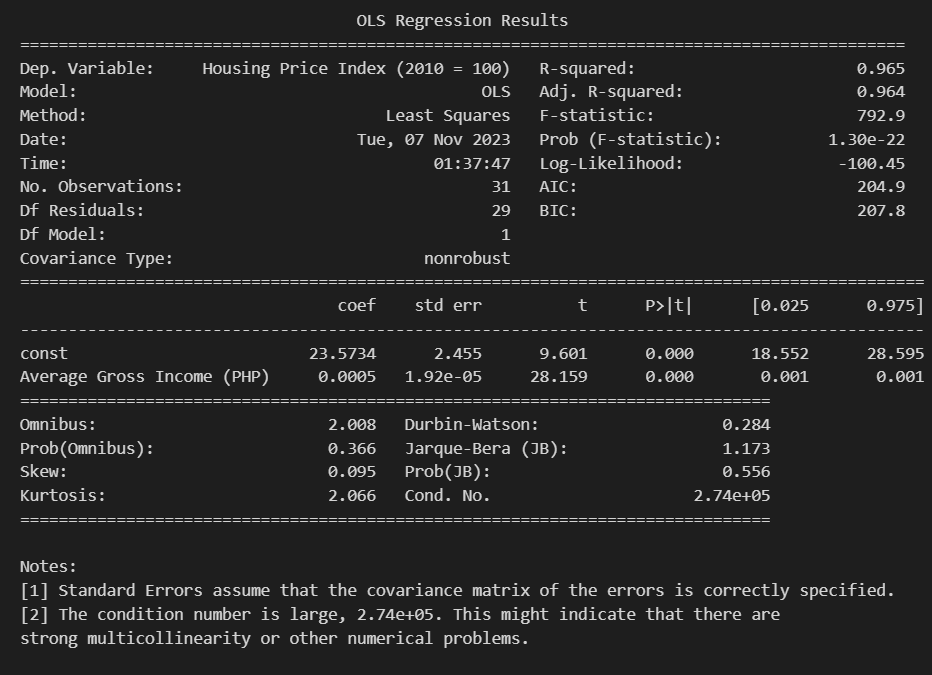 OLS Regression Results
==============================================================================
Dep. Variable: Housing Price Index (2010 = 100) R-squared: 0.965
Model: OLS Adj. R-squared: 0.964
Method: Least Squares F-statistic: 792.9
Date: Tue, 07 Nov 2023 Prob (F-statistic): 1.30e-22
Time: 01:37:47 Log-Likelihood: -100.45
No. Observations: 31 AIC: 204.9
Df Residuals: 29 BIC: 207.8
Df Model: 1
Covariance Type: nonrobust
==============================================================================
coef std err t P>|t| [0.025 0.975]
------------------------------------------------------------------------------
const 23.5734 2.455 9.601 0.000 18.552 28.595
Average Gross Income (PHP) 0.0005 1.92e-05 28.159 0.000 0.001 0.001
==============================================================================
Omnibus: 2.008 Durbin-Watson: 0.284
Prob(Omnibus): 0.366 Jarque-Bera (JB): 1.173
Skew: 0.095 Prob(JB): 0.556
Kurtosis: 2.066 Cond. No. 2.74e+05
==============================================================================
Notes:
[1] Standard Errors assume that the covariance matrix of the errors is correctly specified.
[2] The condition number is large, 2.74e+05. This might indicate that there are
strong multicollinearity or other numerical problems.